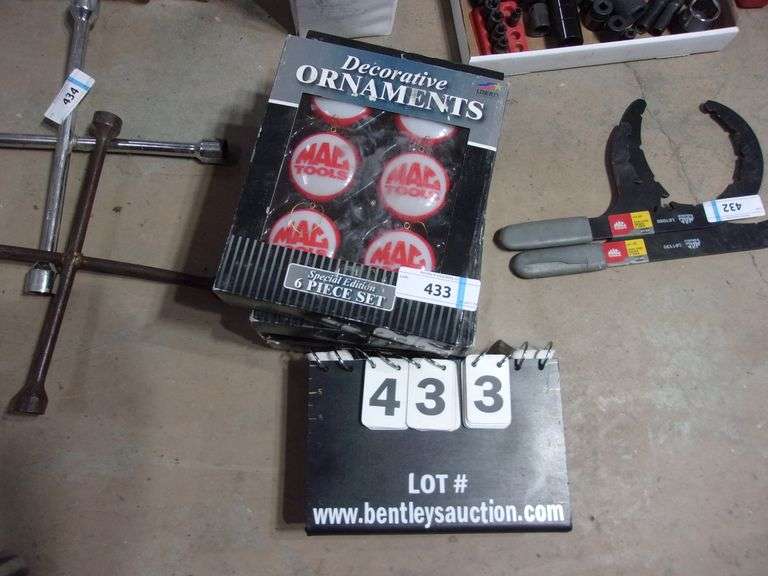 434
Decorative
ORNAMENTS
MAC
TOOLS
MAC
TOOLS
MAC
Special Edition
6 PIECE SET
433
432
433
LOT #
www.bentleysauction.com